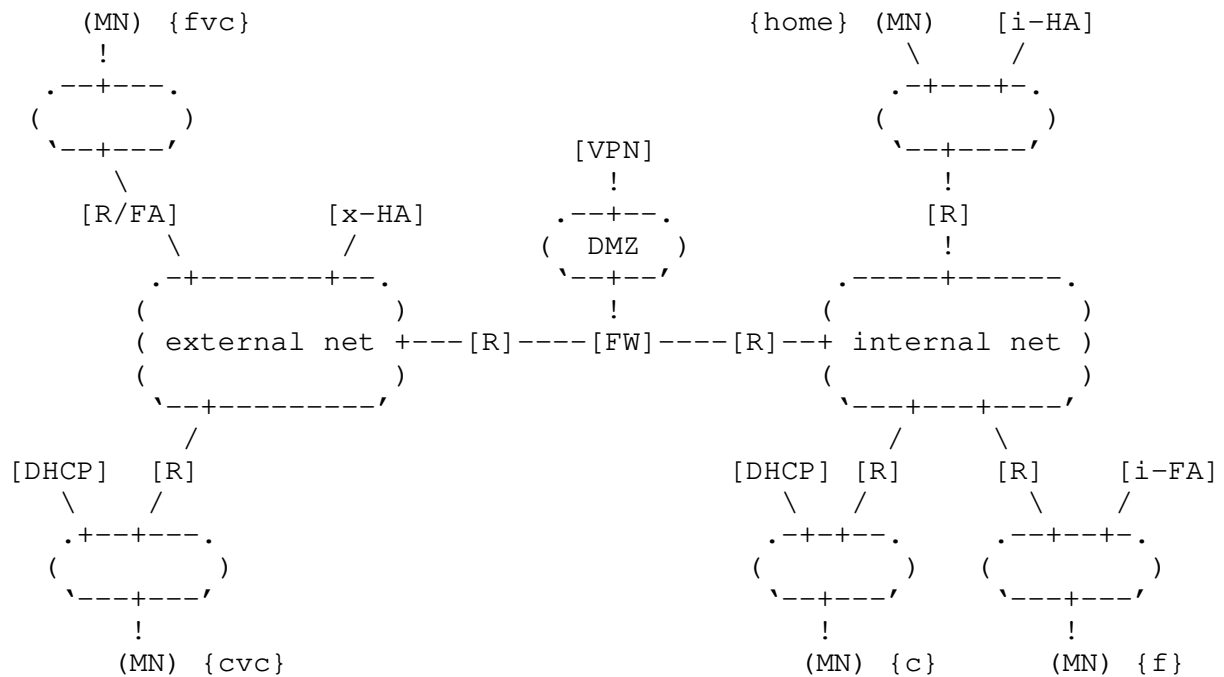 (MN) {fvc} {home} (MN) [i-HA]
[VPN]
[R/FA] [x-HA] [R]
DMZ
external net [R] [FW] [R] internal net
[DHCP] [R] [DHCP] [R] [R] [i-FA]
(MN) {cvc} (MN) {c} (MN) {f}